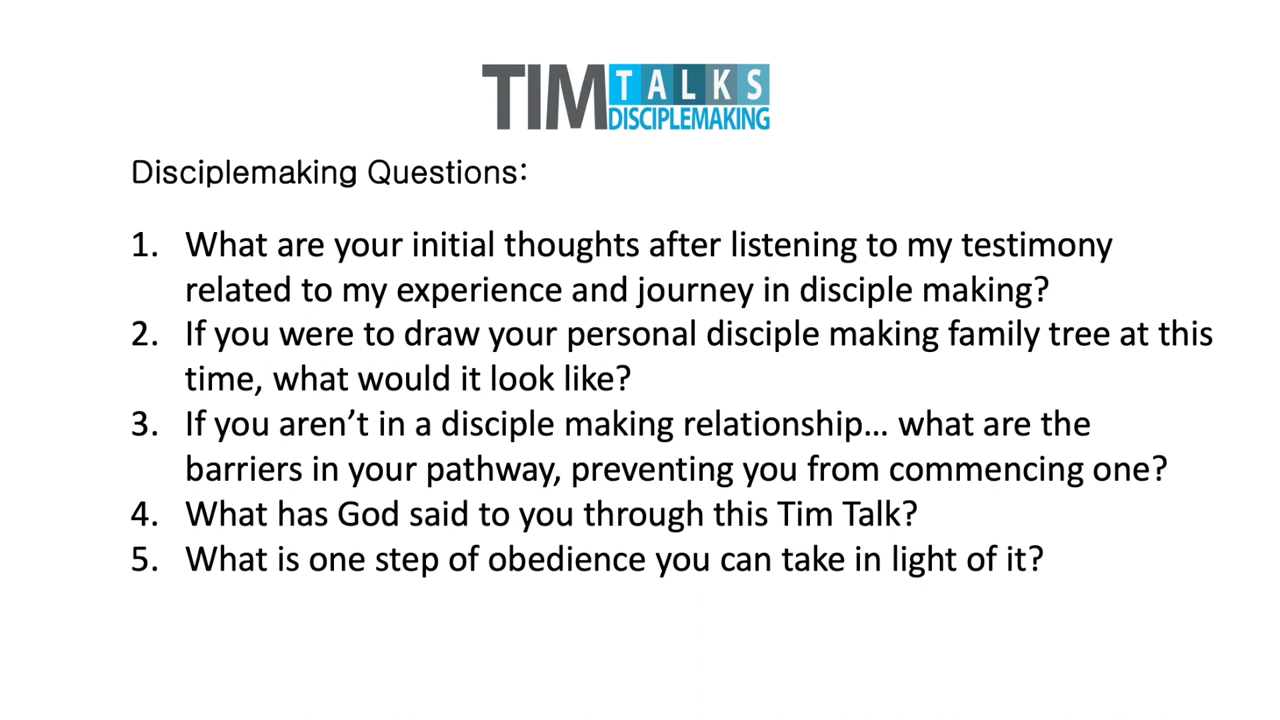 TIM TALKS
DISCIPLEMAKING
Disciplemaking Questions:
1. What are your initial thoughts after listening to my testimony
related to my experience and journey in disciple making?
2. If you were to draw your personal disciple making family tree at this
time, what would it look like?
3. If you aren’t in a disciple making relationship… what are the
barriers in your pathway, preventing you from commencing one?
4. What has God said to you through this Tim Talk?
5. What is one step of obedience you can take in light of it?